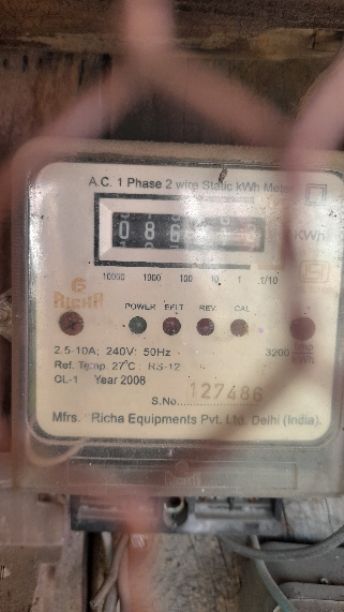 A.C. 1 Phase 2 wire Static kWh Meter
086
kWh
10000 1000 100 10 1 1/10
RICHA
POWER E/LT REV. CAL
2.5-10A; 240V; 50Hz
3200
Ref. Temp. 27°C RS-12
CL-1 Year 2008
S.No. 127486
Mfrs. Richa Equipments Pvt. Ltd. Delhi (India).